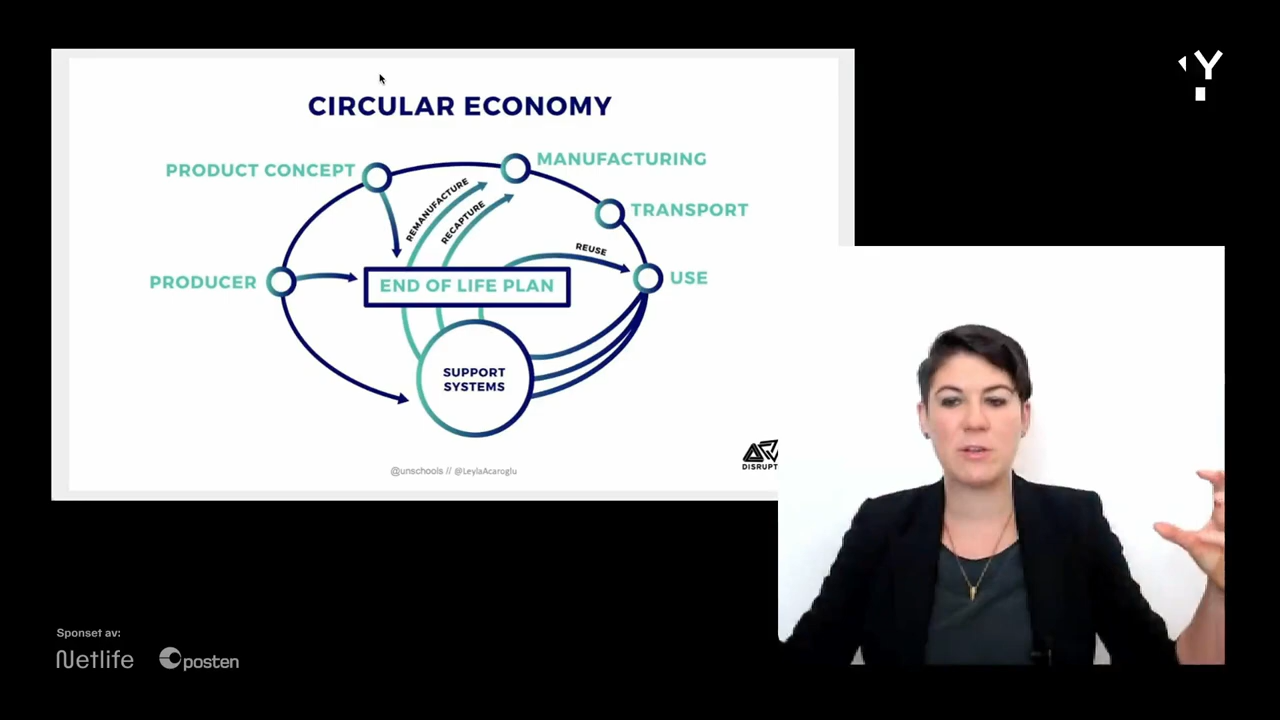 CIRCULAR ECONOMY
PRODUCT CONCEPT
MANUFACTURING
REMANUFACTURE
RECAPTURE
TRANSPORT
REUSE
PRODUCER
END OF LIFE PLAN
USE
SUPPORT
SYSTEMS
@unschools // @LeylaAcaroglu
DISRUPT
Y
Sponset av:
Netlife
posten